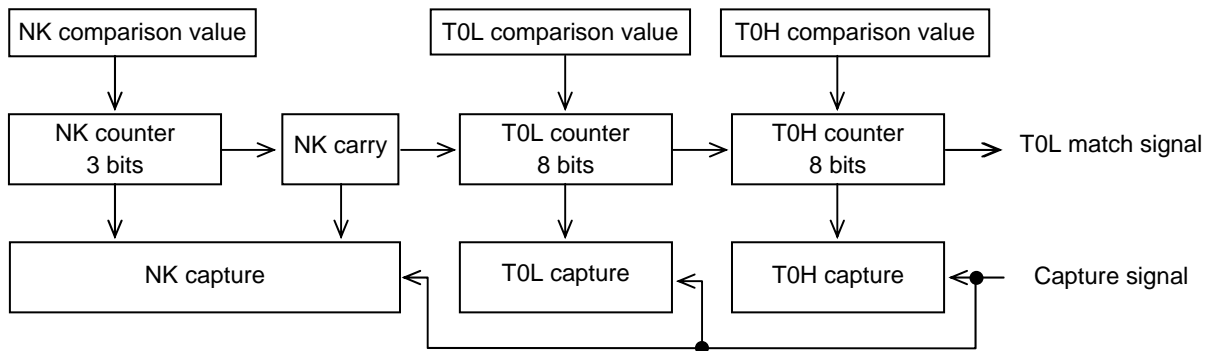 NK comparison value
T0L comparison value
T0H comparison value
NK counter
3 bits
NK carry
T0L counter
8 bits
T0H counter
8 bits
T0L match signal
NK capture
T0L capture
T0H capture
Capture signal